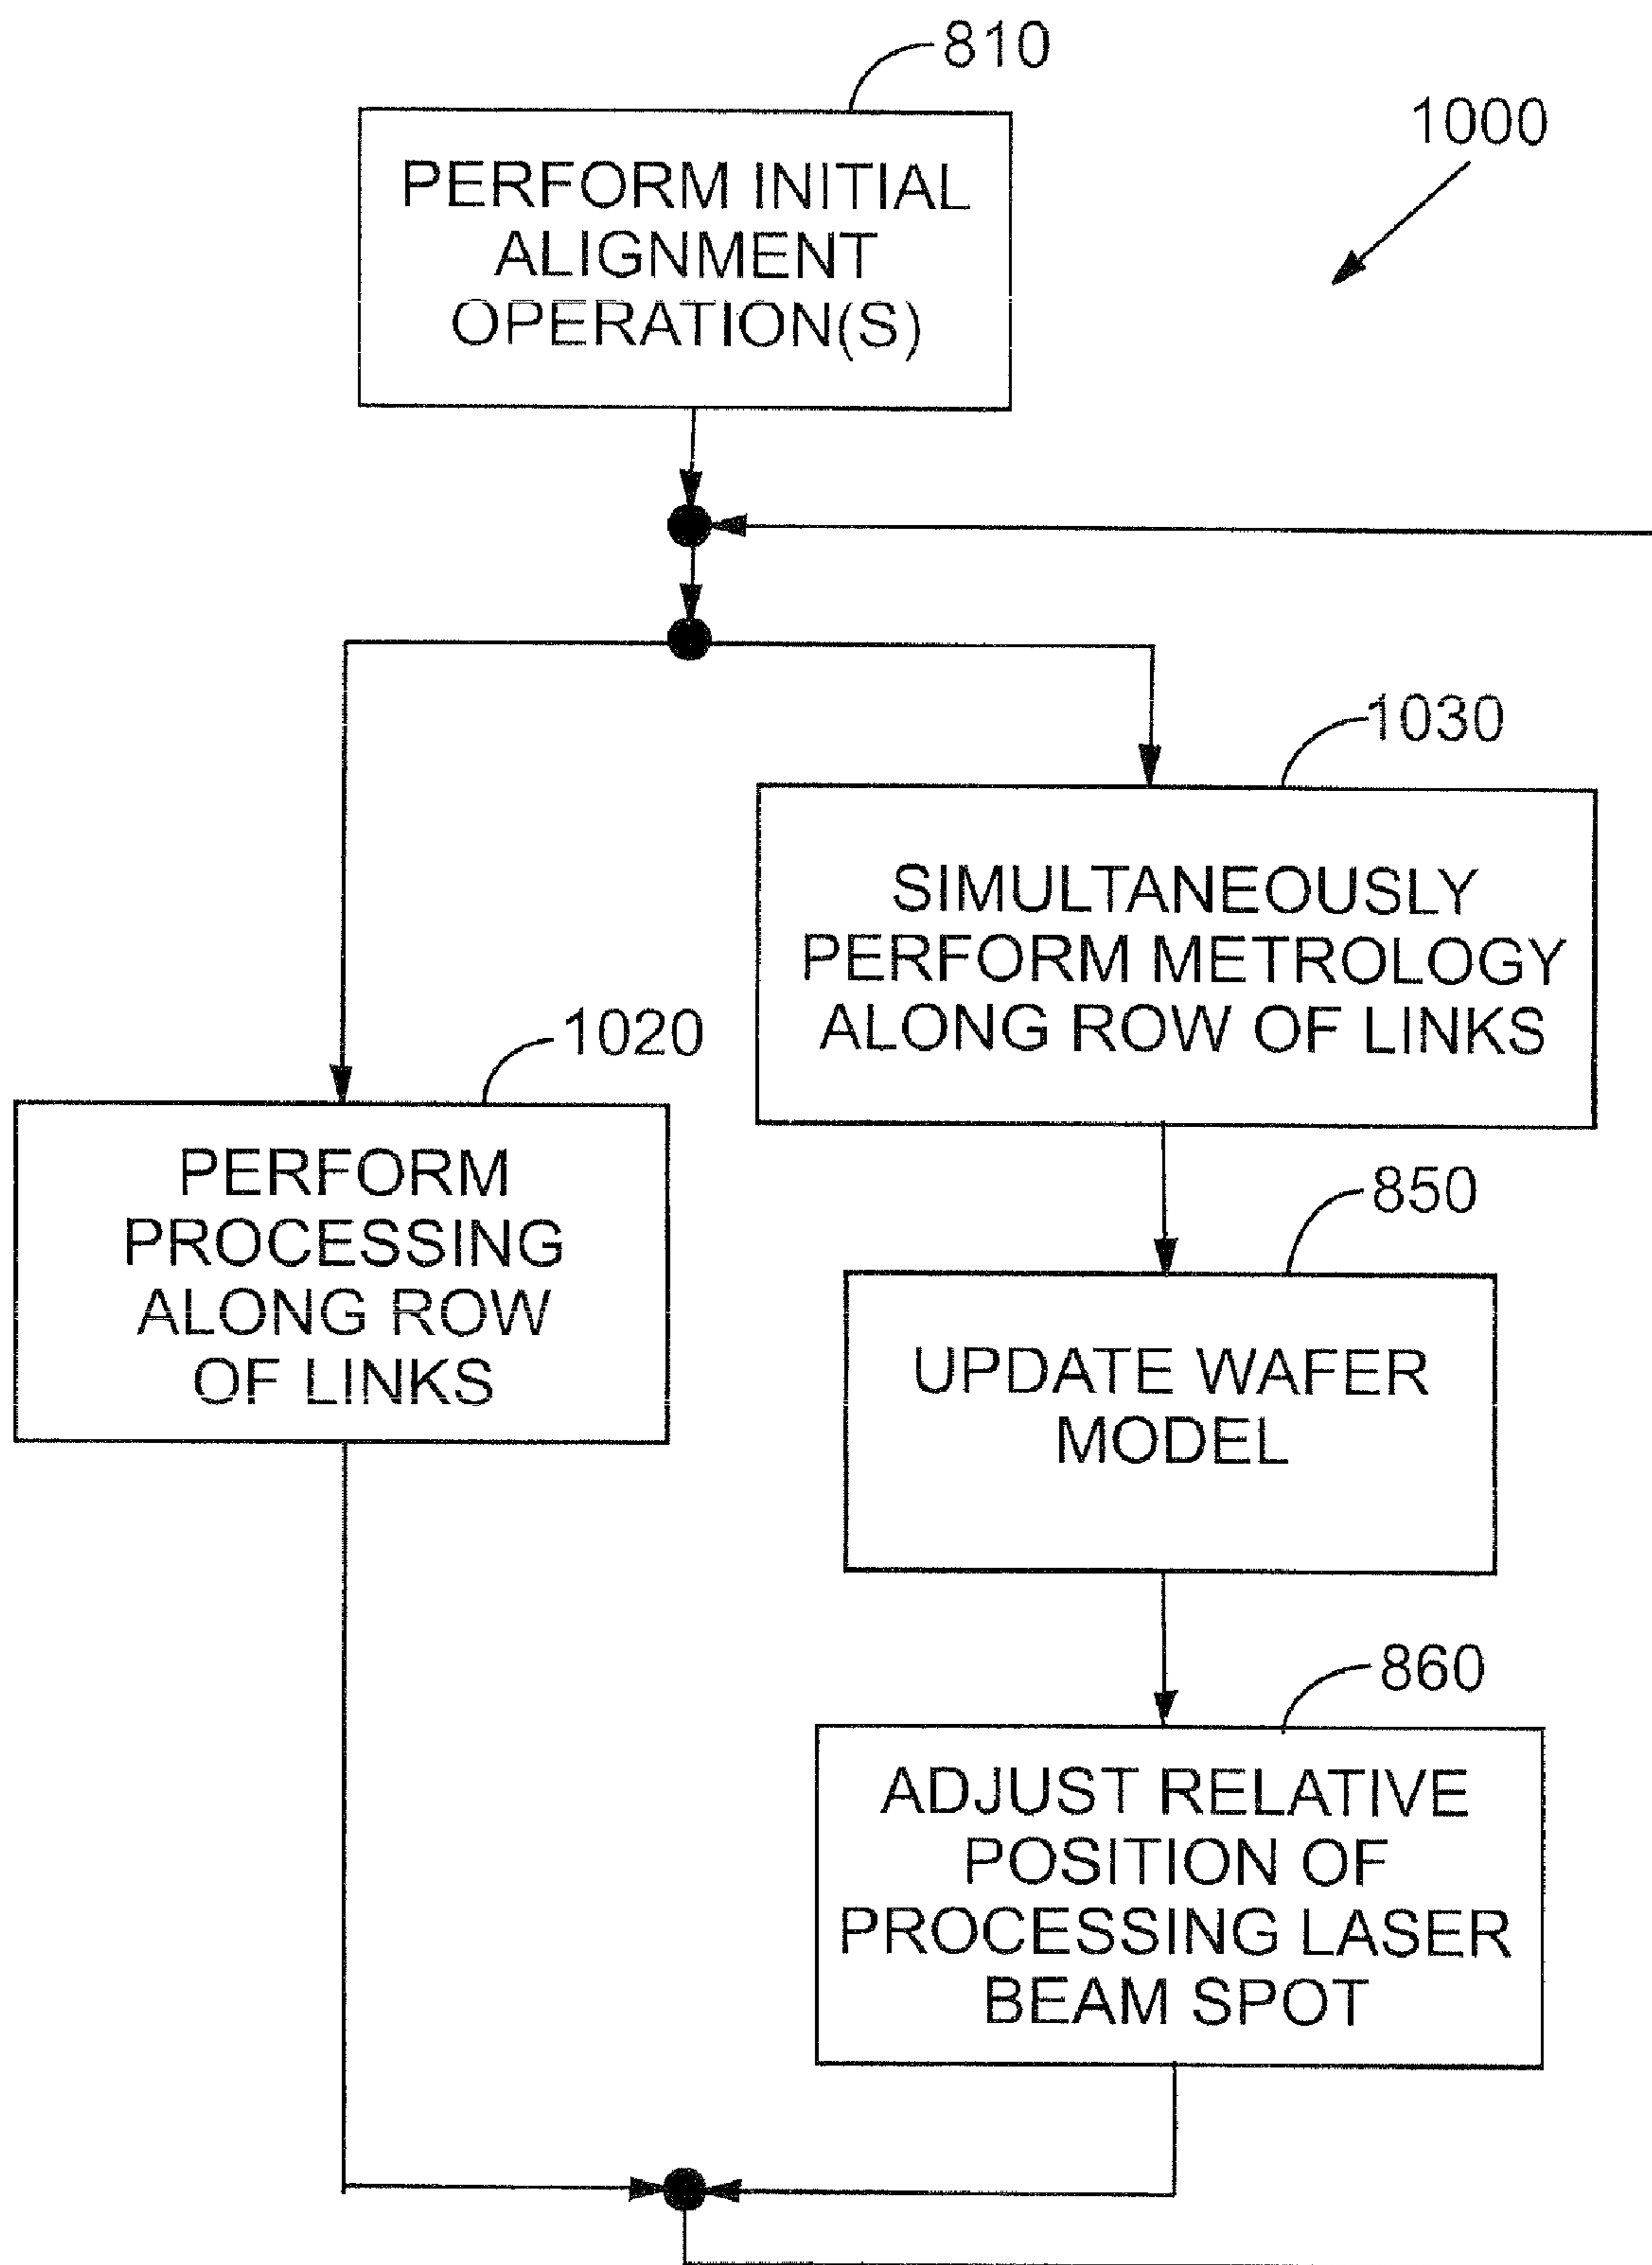 810
1000
PERFORM INITIAL
ALIGNMENT
OPERATION(S)
1030
SIMULTANEOUSLY
PERFORM METROLOGY
ALONG ROW OF LINKS
1020
PERFORM
PROCESSING
ALONG ROW
OF LINKS
850
UPDATE WAFER
MODEL
860
ADJUST RELATIVE
POSITION OF
PROCESSING LASER
BEAM SPOT